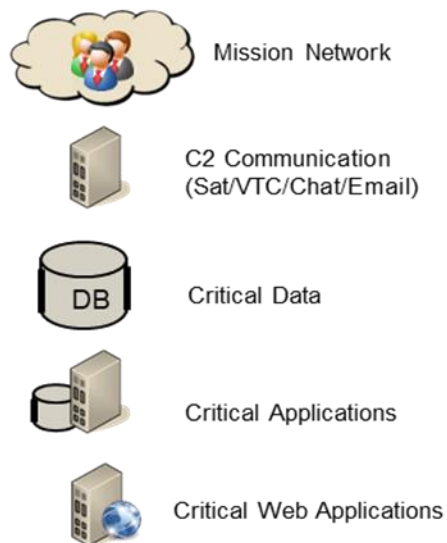 Mission Network
C2 Communication
(Sat/VTC/Chat/Email)
DB
Critical Data
Critical Applications
Critical Web Applications